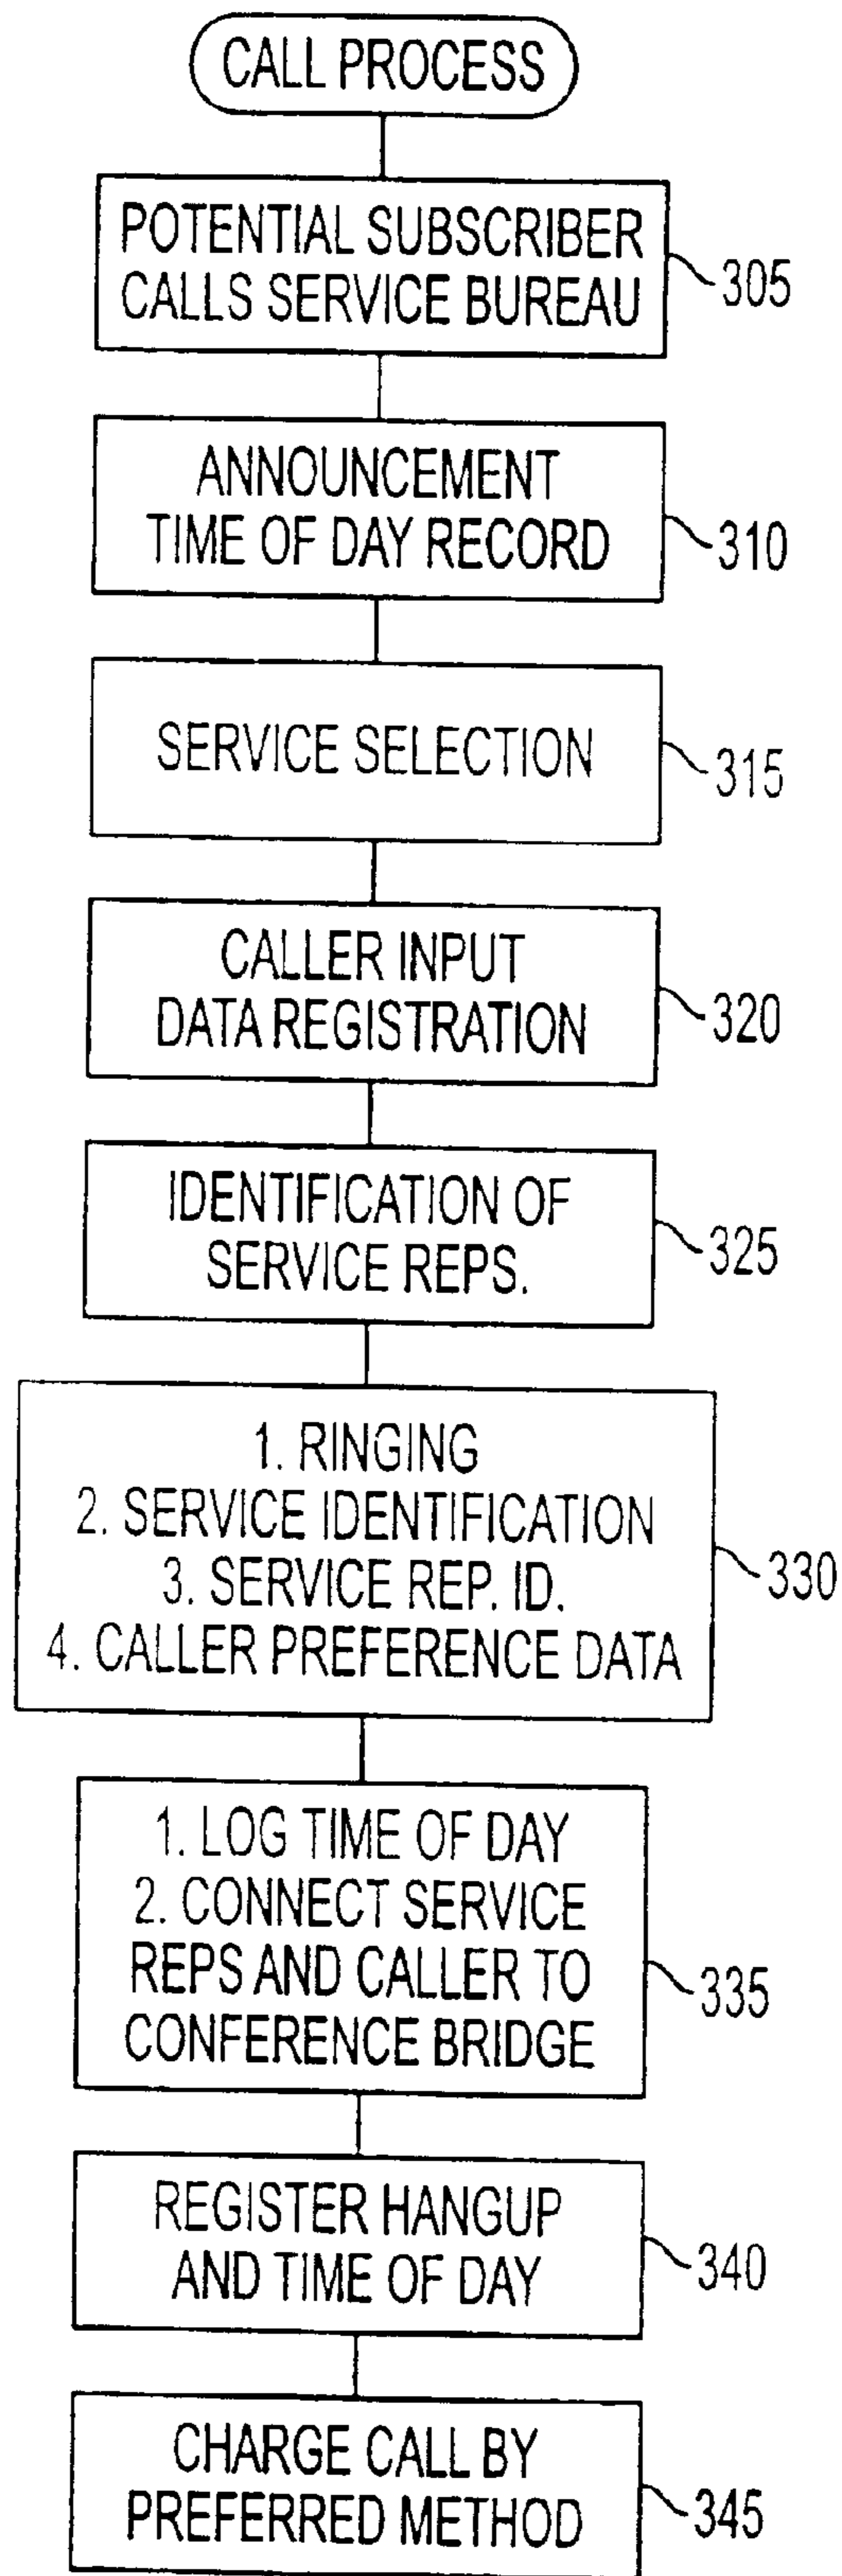 CALL PROCESS
POTENTIAL SUBSCRIBER
CALLS SERVICE BUREAU
305
ANNOUNCEMENT
TIME OF DAY RECORD
310
SERVICE SELECTION
315
CALLER INPUT
DATA REGISTRATION
320
IDENTIFICATION OF
SERVICE REPS.
325
1. RINGING
2. SERVICE IDENTIFICATION
3. SERVICE REP. ID.
4. CALLER PREFERENCE DATA
330
1. LOG TIME OF DAY
2. CONNECT SERVICE
REPS AND CALLER TO
CONFERENCE BRIDGE
335
REGISTER HANGUP
AND TIME OF DAY
340
CHARGE CALL BY
PREFERRED METHOD
345